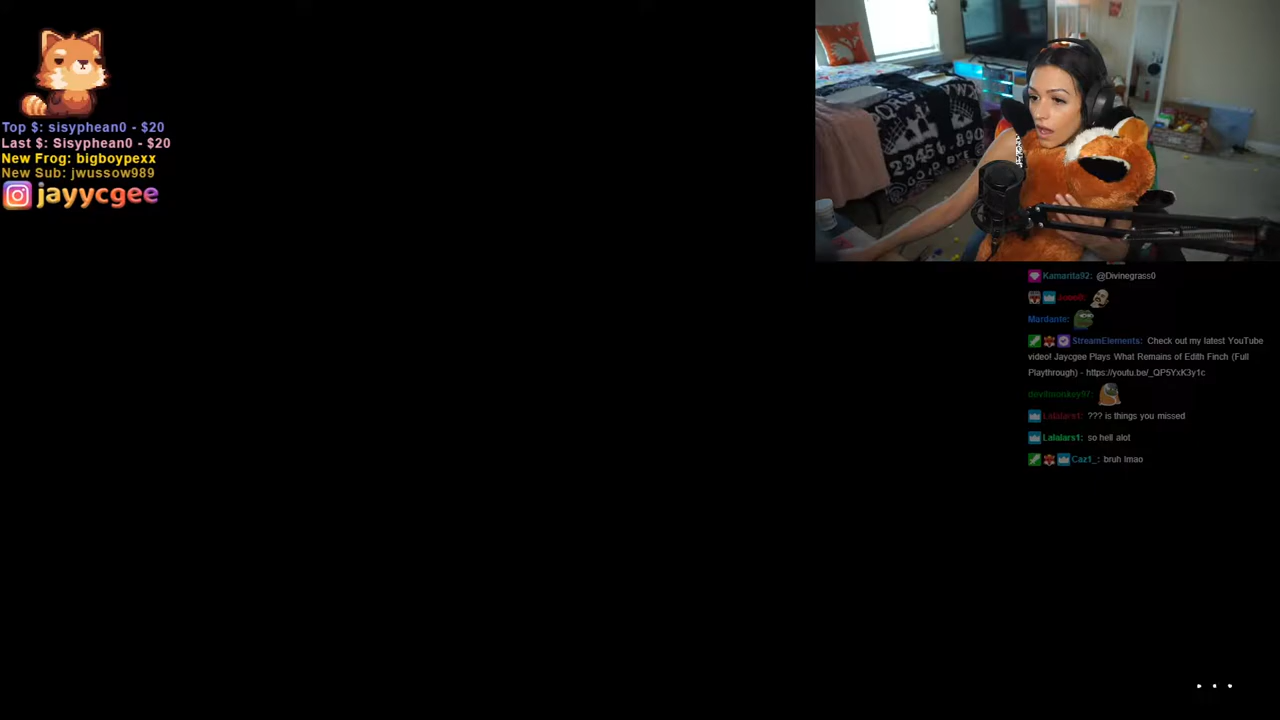 Top $: sisyphean0 - $20
Last $: Sisyphean0 - $20
New Frog: bigboypexx
New Sub: jwussow989
jayycgee
Kamarita92: @Divinegrass0
Mardante:
StreamElements: Check out my latest YouTube
video! Jaycgee Plays What Remains of Edith Finch (Full
Playthrough) - https://youtu.be/_QP5YxK3y1c
Lalalars1: ??? is things you missed
Lalalars1: so hell alot
Caz1_: bruh lmao
...